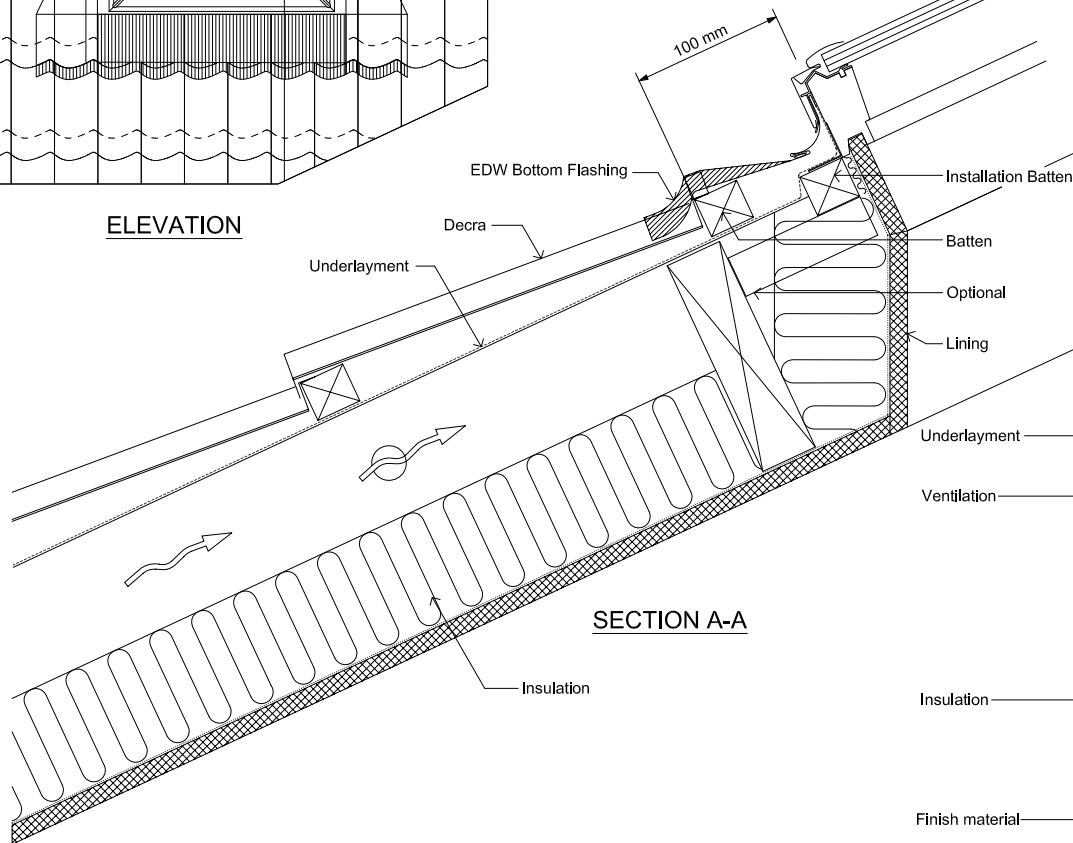 100 mm
EDW Bottom Flashing
Installation Batten
ELEVATION
Decra
Batten
Underlayment
Optional
Lining
Underlayment
Ventilation
SECTION A-A
Insulation
Insulation
Finish material